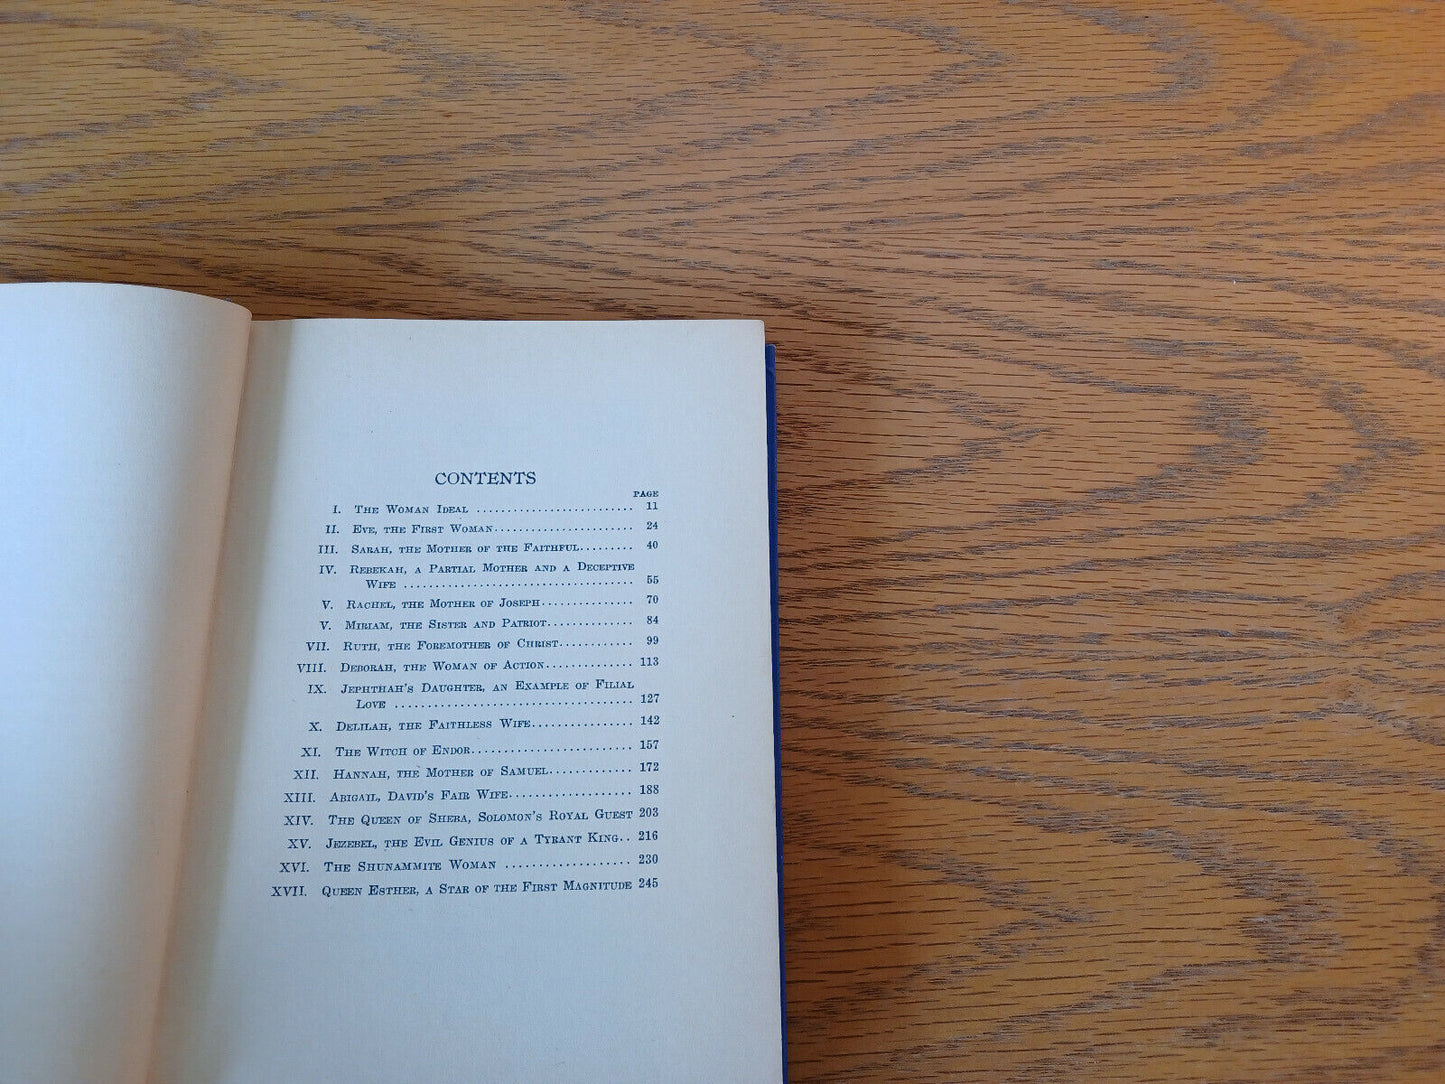 CONTENTS
PAGE
I. THE WOMAN IDEAL .......................... 11
II. EVE, THE FIRST WOMAN....................... 24
III. SARAH, THE MOTHER OF THE FAITHFUL......... 40
IV. REBEKAH, A PARTIAL MOTHER AND A DECEPTIVE
WIFE ..................................... 55
V. RACHEL, THE MOTHER OF JOSEPH............... 70
V. MIRIAM, THE SISTER AND PATRIOT.............. 84
VII. RUTH, THE FOREMOTHER OF CHRIST............ 99
VIII. DEBORAH, THE WOMAN OF ACTION.............. 113
IX. JEPHTHAH'S DAUGHTER, AN EXAMPLE OF FILIAL
LOVE ..................................... 127
X. DELILAH, THE FAITHLESS WIFE................ 142
XI. THE WITCH OF ENDOR......................... 157
XII. HANNAH, THE MOTHER OF SAMUEL............. 172
XIII. ABIGAIL, DAVID'S FAIR WIFE.................... 188
XIV. THE QUEEN OF SHEBA, SOLOMON'S ROYAL GUEST 203
XV. JEZEBEL, THE EVIL GENIUS OF A TYRANT KING.. 216
XVI. THE SHUNAMMITE WOMAN .................... 230
XVII. QUEEN ESTHER, A STAR OF THE FIRST MAGNITUDE 245